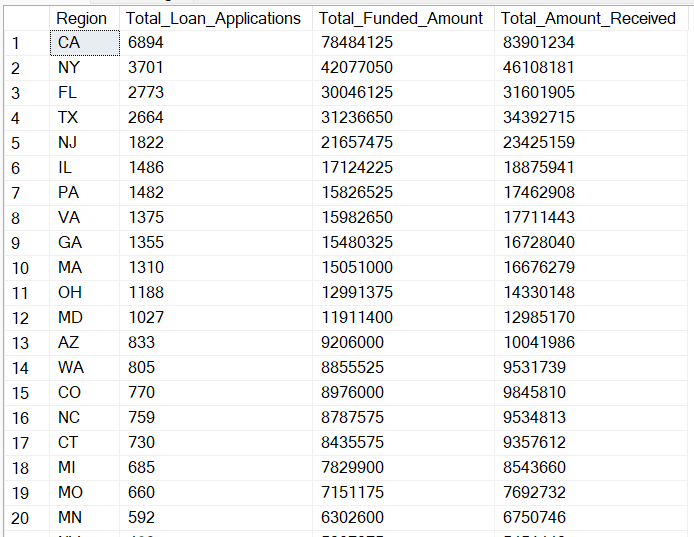 Region Total_Loan_Applications Total_Funded_Amount Total_Amount_Received
1 CA 6894 78484125 83901234
2 NY 3701 42077050 46108181
3 FL 2773 30046125 31601905
4 TX 2664 31236650 34392715
5 NJ 1822 21657475 23425159
6 IL 1486 17124225 18875941
7 PA 1482 15826525 17462908
8 VA 1375 15982650 17711443
9 GA 1355 15480325 16728040
10 MA 1310 15051000 16676279
11 OH 1188 12991375 14330148
12 MD 1027 11911400 12985170
13 AZ 833 9206000 10041986
14 WA 805 8855525 9531739
15 CO 770 8976000 9845810
16 NC 759 8787575 9534813
17 CT 730 8435575 9357612
18 MI 685 7829900 8543660
19 MO 660 7151175 7692732
20 MN 592 6302600 6750746